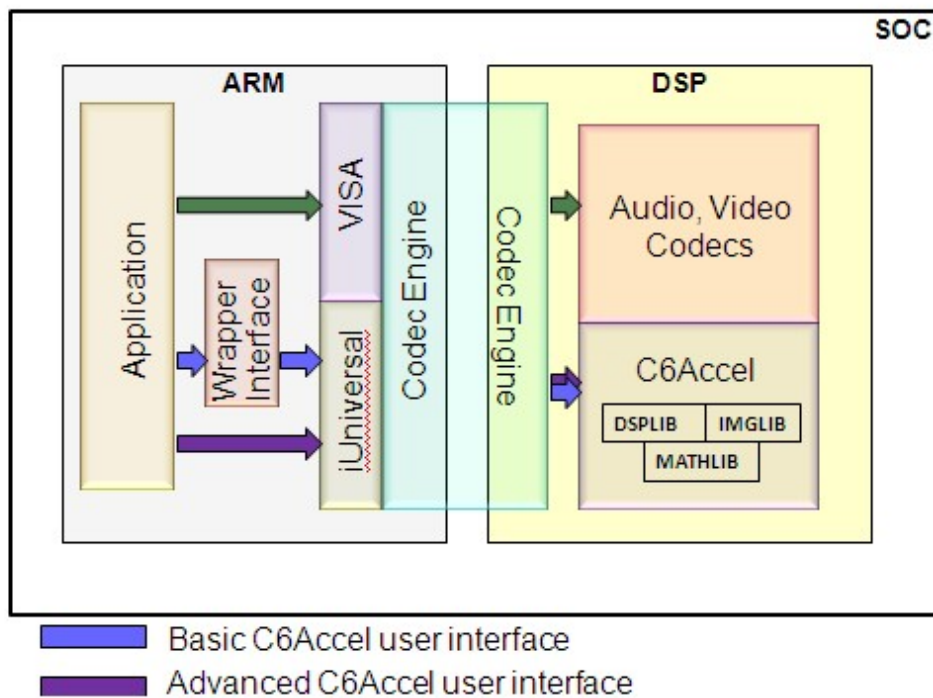 SOC
ARM
DSP
Application
Wrapper
Interface
VISA
iUniversal
Codec Engine
Codec Engine
Audio, Video
Codecs
C6Accel
DSPLIB
IMGLIB
MATHLIB
Basic C6Accel user interface
Advanced C6Accel user interface